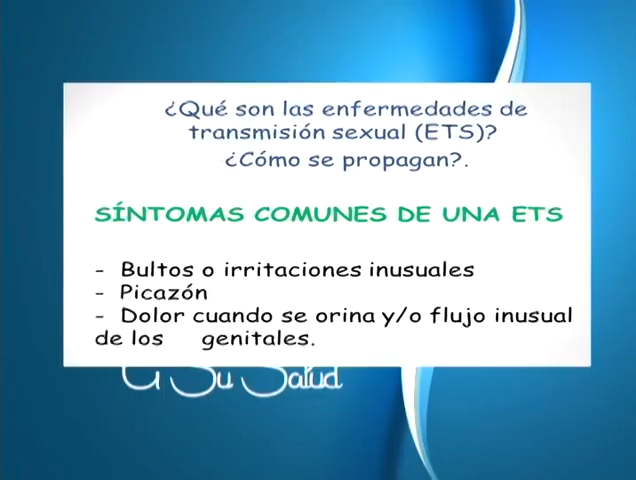 ¿Qué son las enfermedades de
transmisión sexual (ETS)?
¿Cómo se propagan?.
SÍNTOMAS COMUNES DE UNA ETS
- Bultos o irritaciones inusuales
- Picazón
- Dolor cuando se orina y/o flujo inusual
de los genitales.
Su Salud